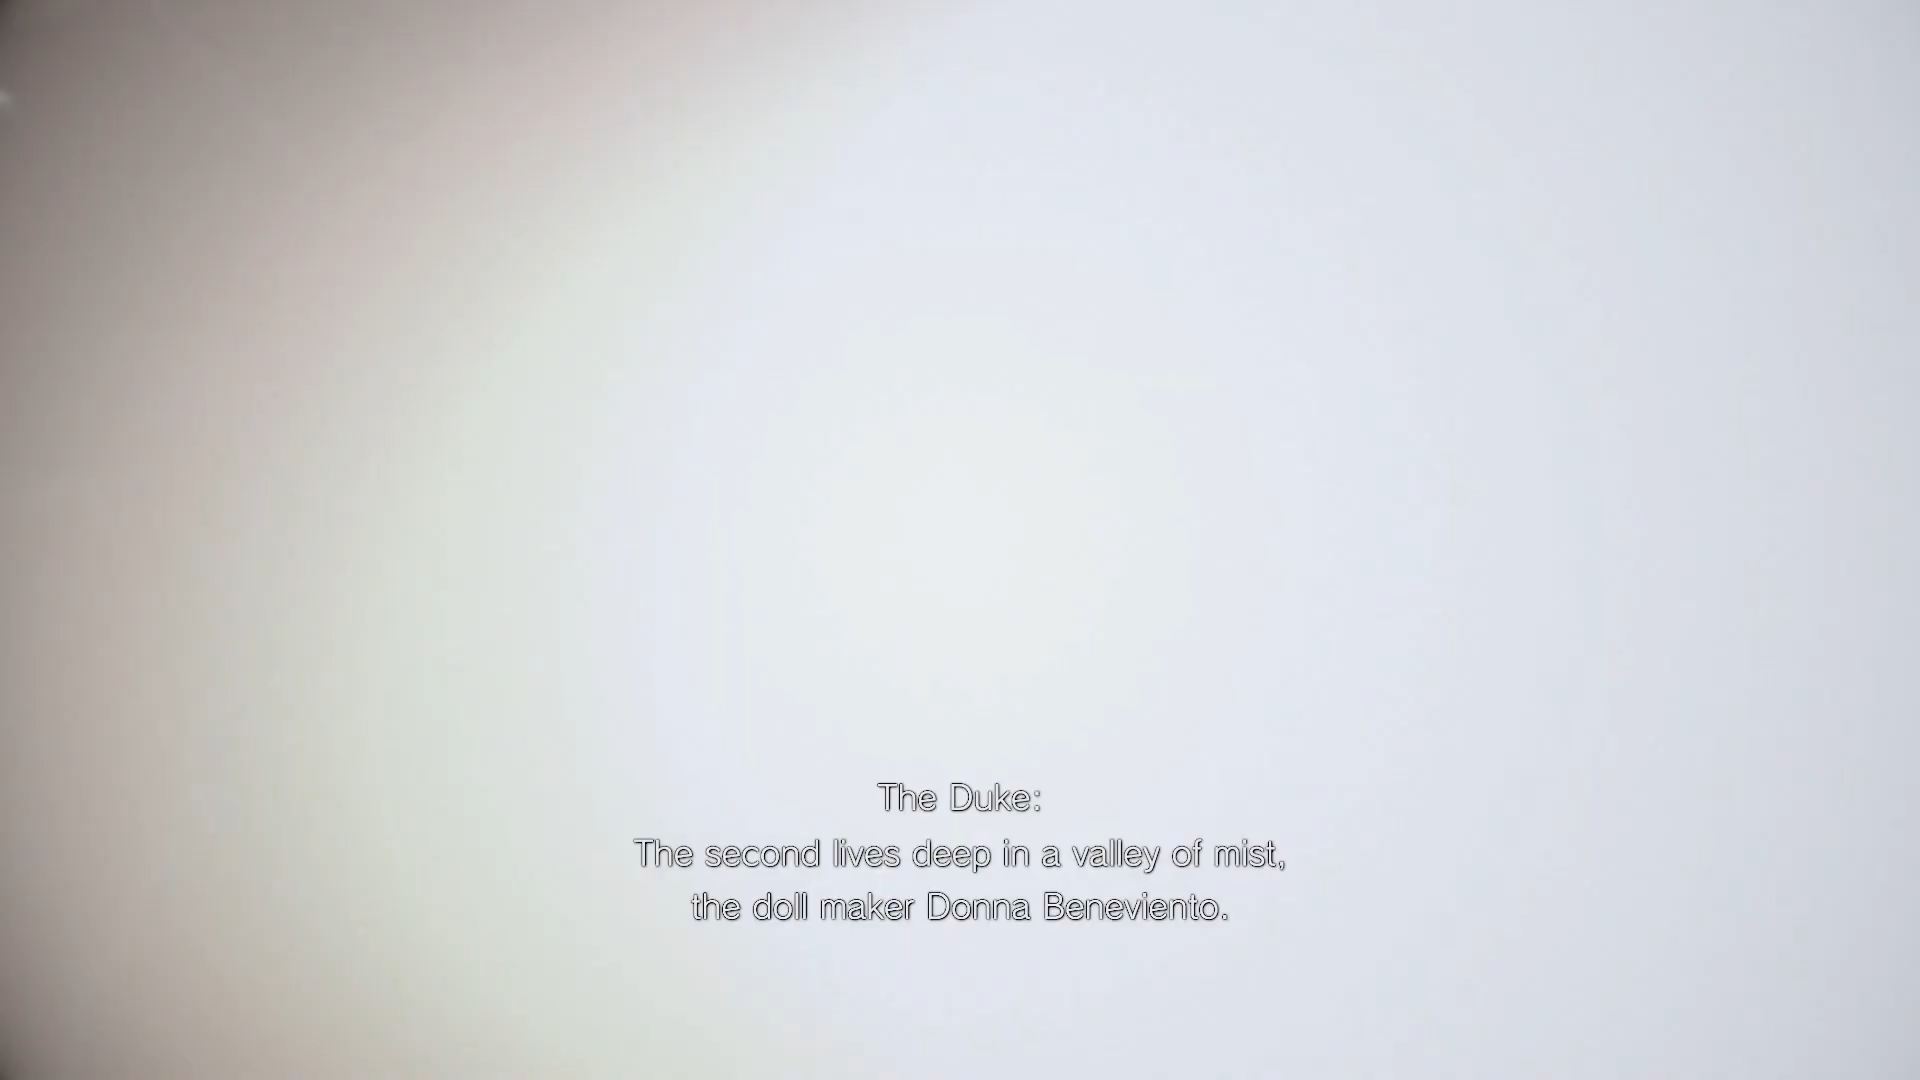 The Duke:
The second lives deep in a valley of mist,
the doll maker Donna Beneviento.